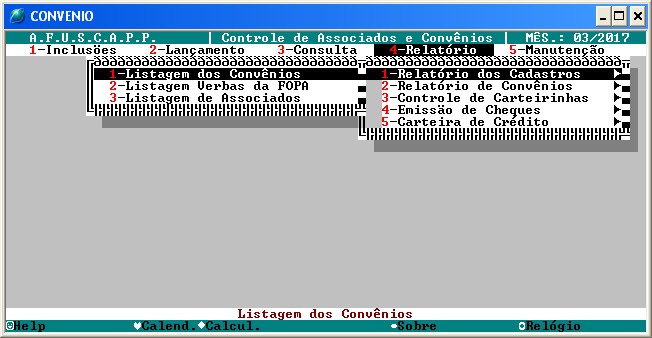 CONVENIO
A.F.U.S.C.A.P.P. | Controle de Associados e Convênios | MÊS.: 03/2017
1-Inclusões 2-Lançamento 3-Consulta 4-Relatório 5-Manutenção
1-Listagem dos Convênios
2-Listagem Verbas da FOPA
3-Listagem de Associados
1-Relatório dos Cadastros
2-Relatório de Convênios
3-Controle de Carteirinhas
4-Emissão de Cheques
5-Carteira de Crédito
Listagem dos Convênios
Help Calend. Calcul. Sobre Relógio